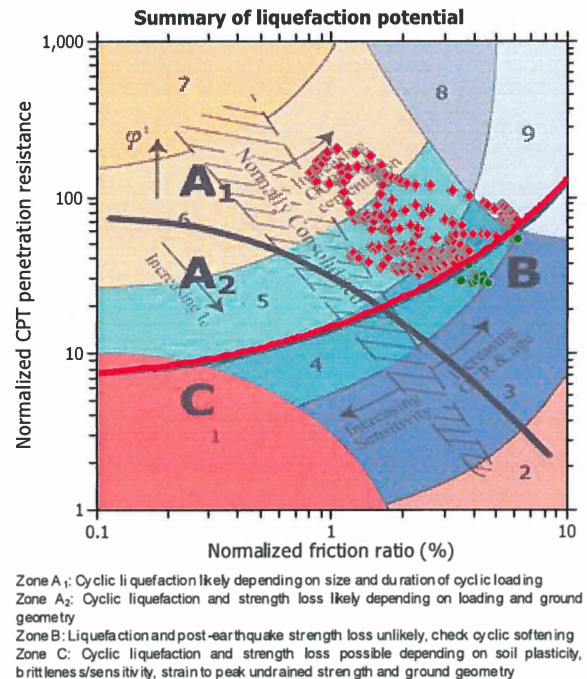 Summary of liquefaction potential
Normalized CPT penetration resistance
1,000
100
10
1
0.1
1
10
Normalized friction ratio (%)
7
8
9
φ'
Increasing
OCR, age,
cementation
Normally Consolidated
A1
6
A2
Increasing Ic
5
B
4
Increasing
OCR & age
3
C
1
Increasing
Sensitivity
2
Zone A1: Cyclic liquefaction likely depending on size and duration of cyclic loading
Zone A2: Cyclic liquefaction and strength loss likely depending on loading and ground
geometry
Zone B: Liquefaction and post-earthquake strength loss unlikely, check cyclic softening
Zone C: Cyclic liquefaction and strength loss possible depending on soil plasticity,
brittleness/sensitivity, strain to peak undrained strength and ground geometry